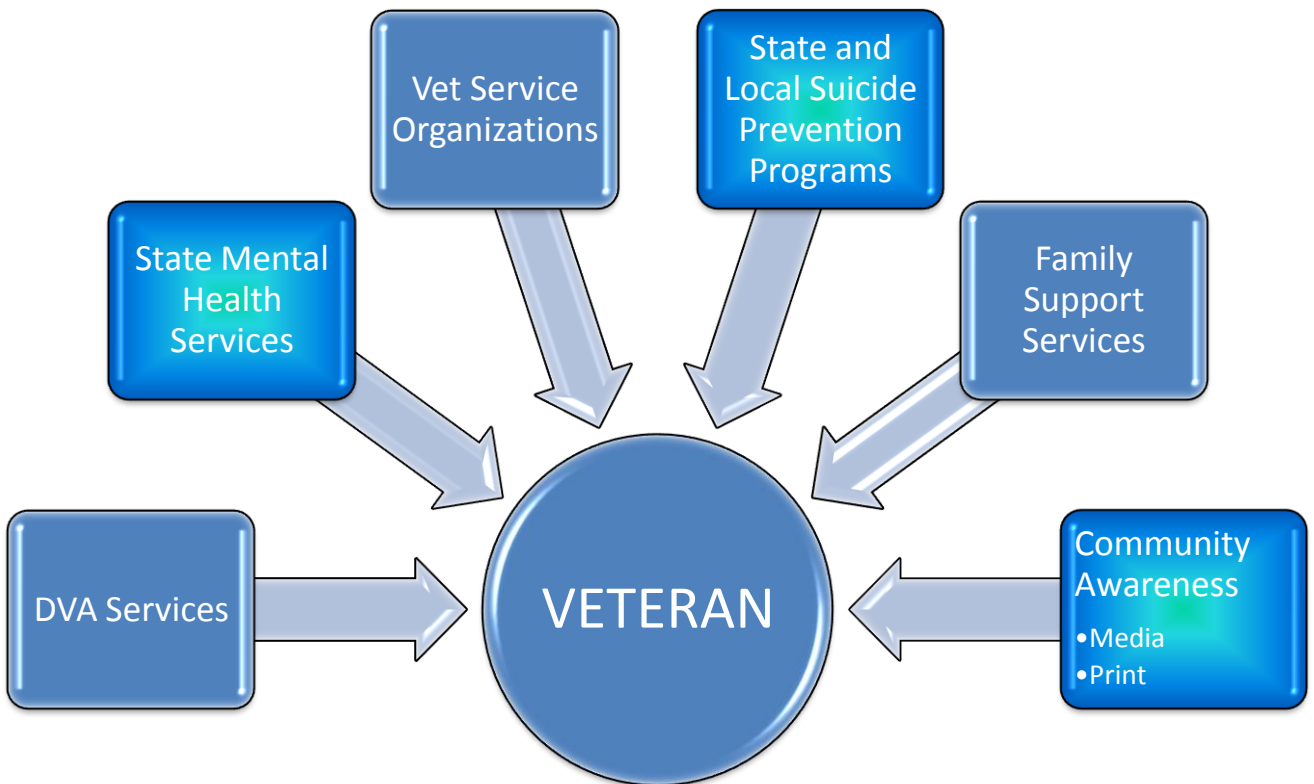 DVA Services
State Mental
Health
Services
Vet Service
Organizations
State and
Local Suicide
Prevention
Programs
Family
Support
Services
Community
Awareness
•Media
•Print
VETERAN